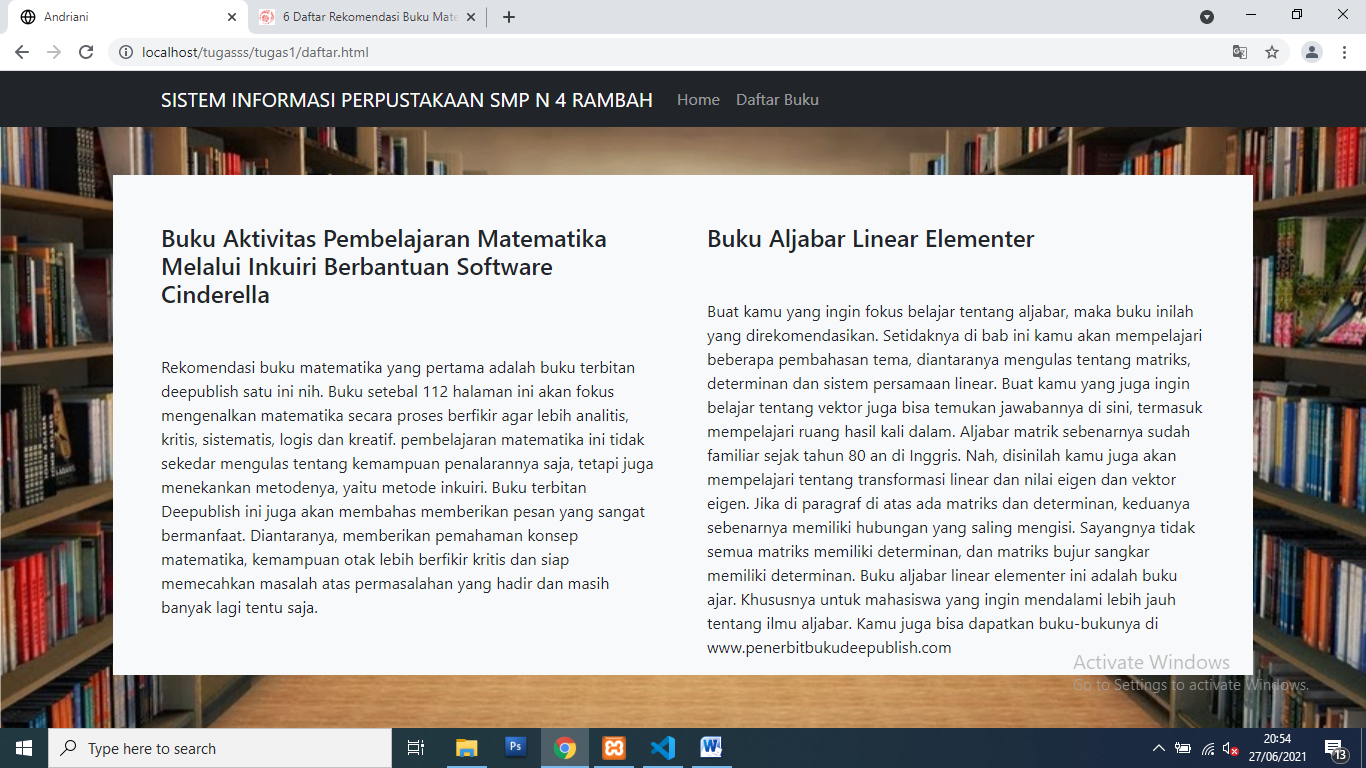 Andriani
6 Daftar Rekomendasi Buku Mate
localhost/tugasss/tugas1/daftar.html
SISTEM INFORMASI PERPUSTAKAAN SMP N 4 RAMBAH
Home
Daftar Buku
Buku Aktivitas Pembelajaran Matematika
Melalui Inkuiri Berbantuan Software
Cinderella
Rekomendasi buku matematika yang pertama adalah buku terbitan
deepublish satu ini nih. Buku setebal 112 halaman ini akan fokus
mengenalkan matematika secara proses berfikir agar lebih analitis,
kritis, sistematis, logis dan kreatif. pembelajaran matematika ini tidak
sekedar mengulas tentang kemampuan penalarannya saja, tetapi juga
menekankan metodenya, yaitu metode inkuiri. Buku terbitan
Deepublish ini juga akan membahas memberikan pesan yang sangat
bermanfaat. Diantaranya, memberikan pemahaman konsep
matematika, kemampuan otak lebih berfikir kritis dan siap
memecahkan masalah atas permasalahan yang hadir dan masih
banyak lagi tentu saja.
Buku Aljabar Linear Elementer
Buat kamu yang ingin fokus belajar tentang aljabar, maka buku inilah
yang direkomendasikan. Setidaknya di bab ini kamu akan mempelajari
beberapa pembahasan tema, diantaranya mengulas tentang matriks,
determinan dan sistem persamaan linear. Buat kamu yang juga ingin
belajar tentang vektor juga bisa temukan jawabannya di sini, termasuk
mempelajari ruang hasil kali dalam. Aljabar matrik sebenarnya sudah
familiar sejak tahun 80 an di Inggris. Nah, disinilah kamu juga akan
mempelajari tentang transformasi linear dan nilai eigen dan vektor
eigen. Jika di paragraf di atas ada matriks dan determinan, keduanya
sebenarnya memiliki hubungan yang saling mengisi. Sayangnya tidak
semua matriks memiliki determinan, dan matriks bujur sangkar
memiliki determinan. Buku aljabar linear elementer ini adalah buku
ajar. Khususnya untuk mahasiswa yang ingin mendalami lebih jauh
tentang ilmu aljabar. Kamu juga bisa dapatkan buku-bukunya di
www.penerbitbukudeepublish.com
Activate Windows
Go to Settings to activate Windows.
Type here to search
Ps
W
20:54
27/06/2021
13